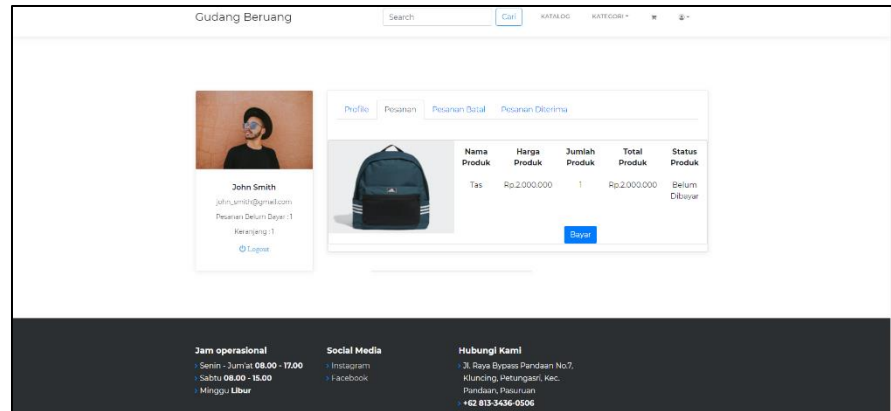 Gudang Beruang
Search
Cari
KATALOG
KATEGORI
Profile
Pesanan
Pesanan Batal
Pesanan Diterima
Nama Produk
Harga Produk
Jumlah Produk
Total Produk
Status Produk
Tas
Rp.2.000.000
1
Rp.2.000.000
Belum Dibayar
Bayar
John Smith
john_smith@gmail.com
Pesanan Belum Bayar : 1
Keranjang : 1
Logout
Jam operasional
Senin - Jum'at 08.00 - 17.00
Sabtu 08.00 - 15.00
Minggu Libur
Social Media
Instagram
Facebook
Hubungi Kami
Jl. Raya Bypass Pandaan No.7,
Kluncing, Petungasri, Kec.
Pandaan, Pasuruan
+62 813-3436-0506